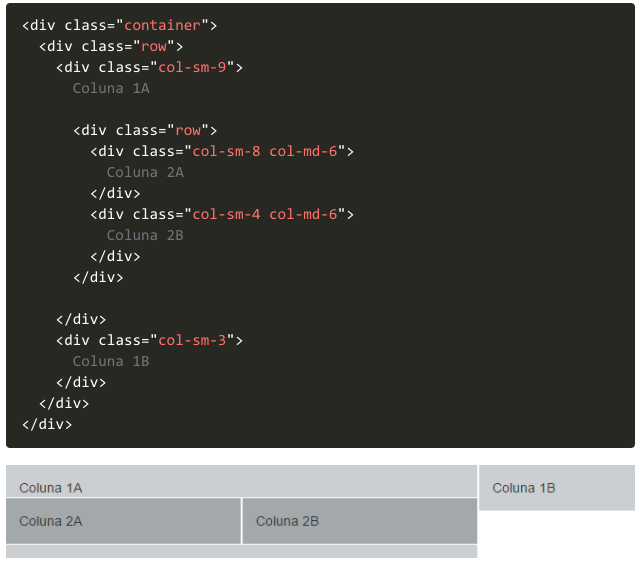 <div class="container">
  <div class="row">
    <div class="col-sm-9">
      Coluna 1A

      <div class="row">
        <div class="col-sm-8 col-md-6">
          Coluna 2A
        </div>
        <div class="col-sm-4 col-md-6">
          Coluna 2B
        </div>
      </div>

    </div>
    <div class="col-sm-3">
      Coluna 1B
    </div>
  </div>
</div>
Coluna 1A
Coluna 1B
Coluna 2A
Coluna 2B